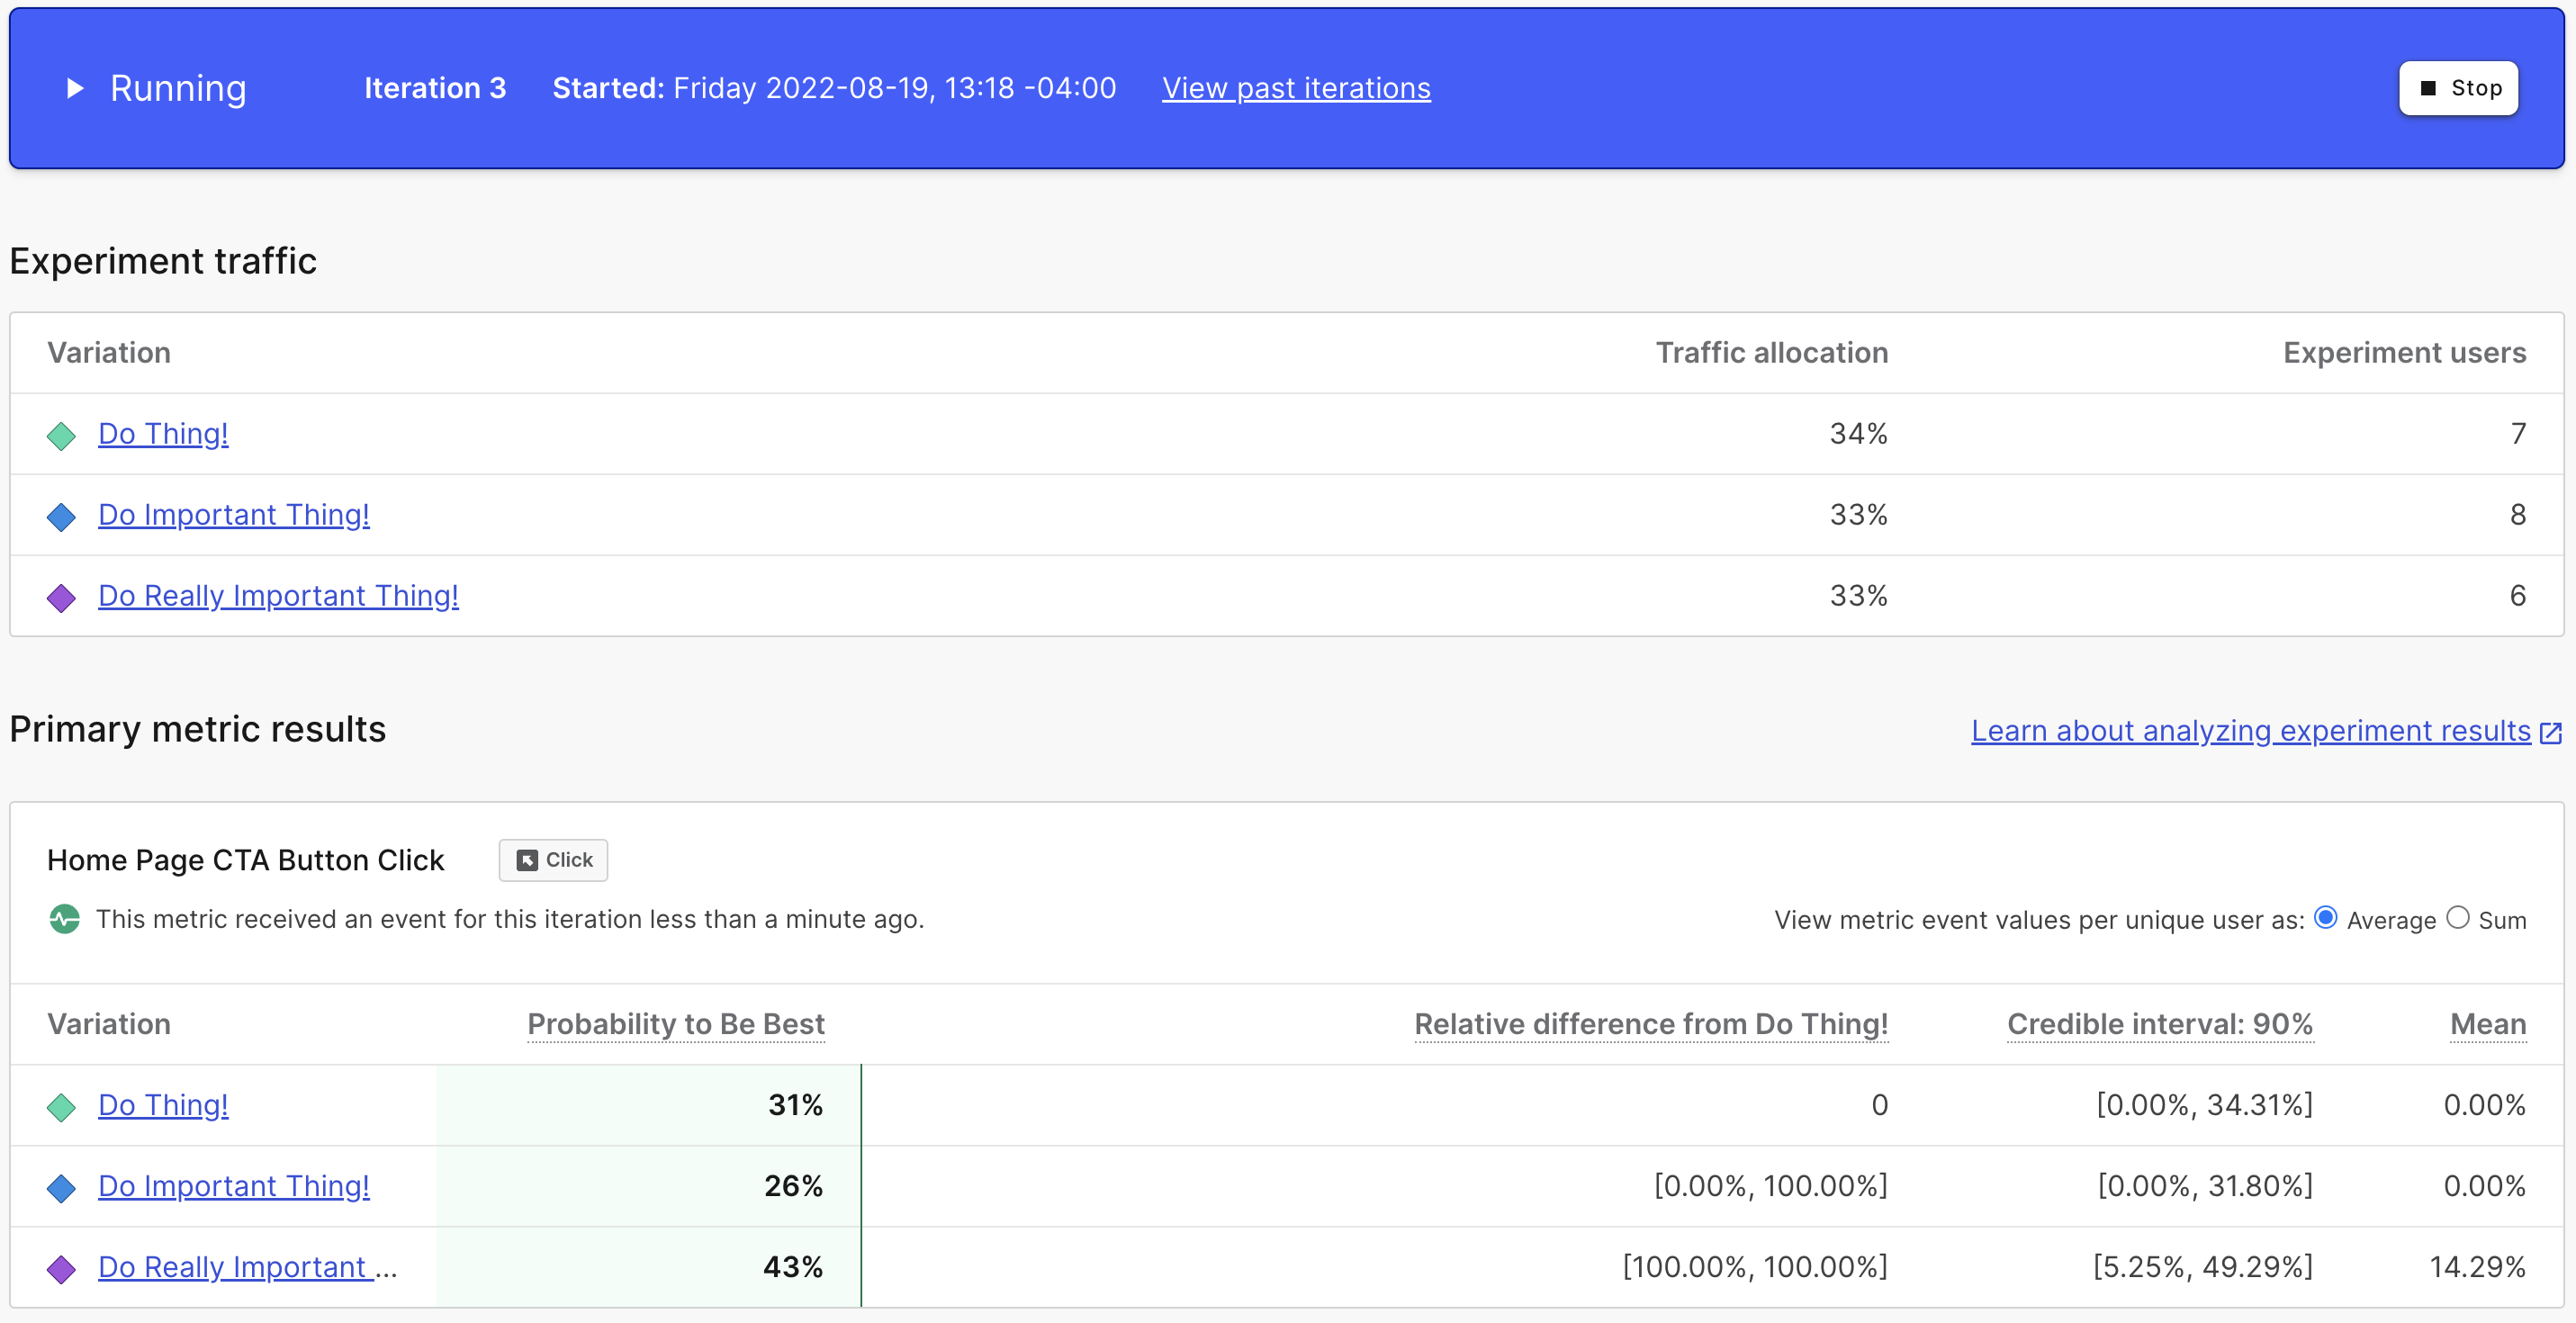 Running Iteration 3 Started: Friday 2022-08-19, 13:18 -04:00 View past iterations Stop
Experiment traffic
Variation Traffic allocation Experiment users
Do Thing! 34% 7
Do Important Thing! 33% 8
Do Really Important Thing! 33% 6
Primary metric results Learn about analyzing experiment results
Home Page CTA Button Click Click
This metric received an event for this iteration less than a minute ago. View metric event values per unique user as: Average Sum
Variation Probability to Be Best Relative difference from Do Thing! Credible interval: 90% Mean
Do Thing! 31% 0 [0.00%, 34.31%] 0.00%
Do Important Thing! 26% [0.00%, 100.00%] [0.00%, 31.80%] 0.00%
Do Really Important ... 43% [100.00%, 100.00%] [5.25%, 49.29%] 14.29%